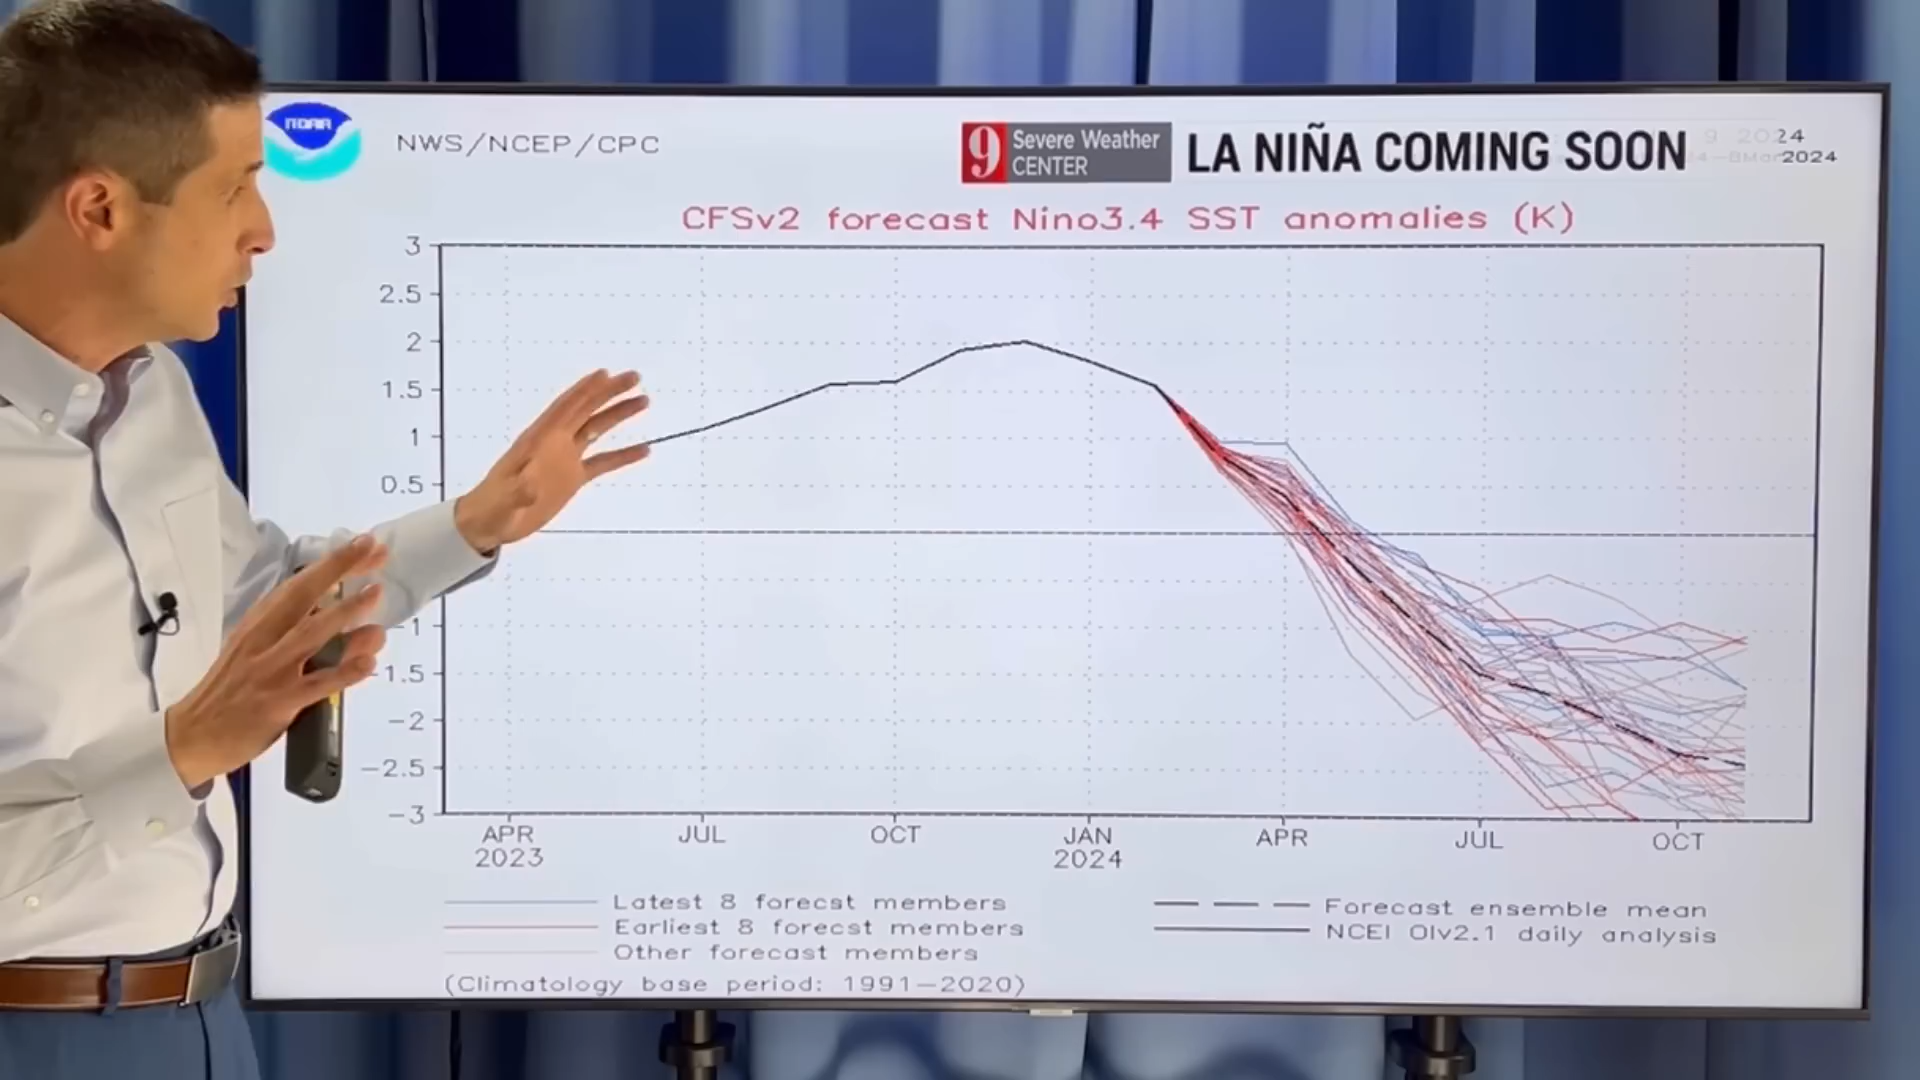 NOAA
NWS/NCEP/CPC
9 Severe Weather CENTER
LA NIÑA COMING SOON
9 2024
2024
CFSv2 forecast Nino3.4 SST anomalies (K)
3
2.5
2
1.5
1
0.5
-1
-1.5
-2
-2.5
-3
APR JUL OCT JAN APR JUL OCT
2023 2024
Latest 8 forecst members
Earliest 8 forecst members
Other forecast members
(Climatology base period: 1991-2020)
Forecast ensemble mean
NCEI OIv2.1 daily analysis